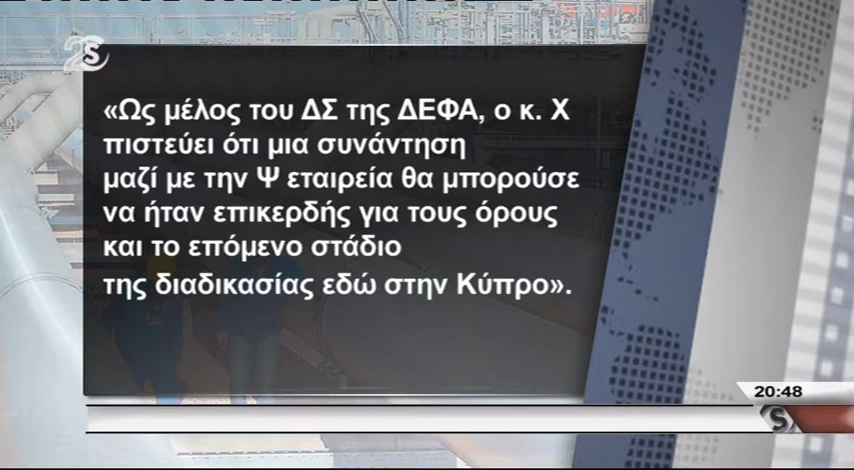 «Ως μέλος του ΔΣ της ΔΕΦΑ, ο κ. Χ
πιστεύει ότι μια συνάντηση
μαζί με την Ψ εταιρεία θα μπορούσε
να ήταν επικερδής για τους όρους
και το επόμενο στάδιο
της διαδικασίας εδώ στην Κύπρο».
20:48